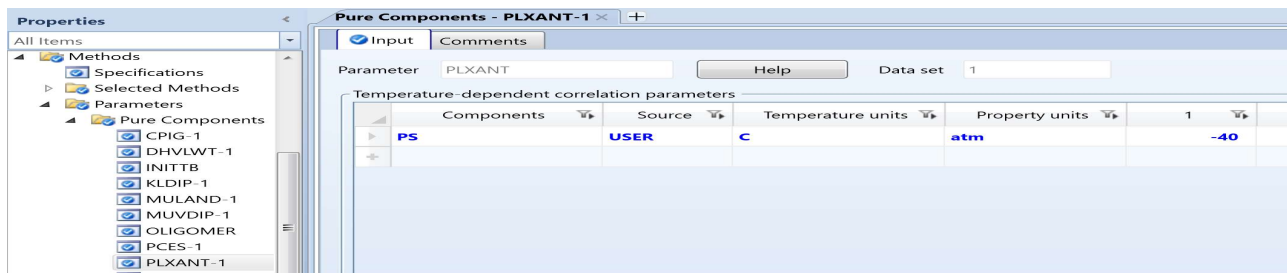 Properties
All Items
Methods
Specifications
Selected Methods
Parameters
Pure Components
CPIG-1
DHVLWT-1
INITTB
KLDIP-1
MULAND-1
MUVDIP-1
OLIGOMER
PCES-1
PLXANT-1
Pure Components - PLXANT-1
Input Comments
Parameter PLXANT Help Data set 1
Temperature-dependent correlation parameters
Components Source Temperature units Property units 1
PS USER C atm -40